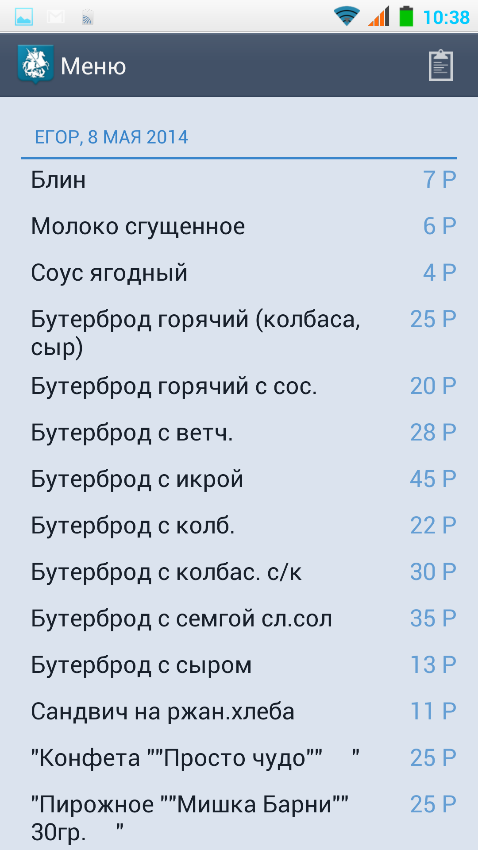 10:38
Меню
ЕГОР, 8 МАЯ 2014
Блин 7 Р
Молоко сгущенное 6 Р
Соус ягодный 4 Р
Бутерброд горячий (колбаса, 25 Р
сыр)
Бутерброд горячий с сос. 20 Р
Бутерброд с ветч. 28 Р
Бутерброд с икрой 45 Р
Бутерброд с колб. 22 Р
Бутерброд с колбас. с/к 30 Р
Бутерброд с семгой сл.сол 35 Р
Бутерброд с сыром 13 Р
Сандвич на ржан.хлеба 11 Р
"Конфета ""Просто чудо"" " 25 Р
"Пирожное ""Мишка Барни"" 25 Р
30гр. "